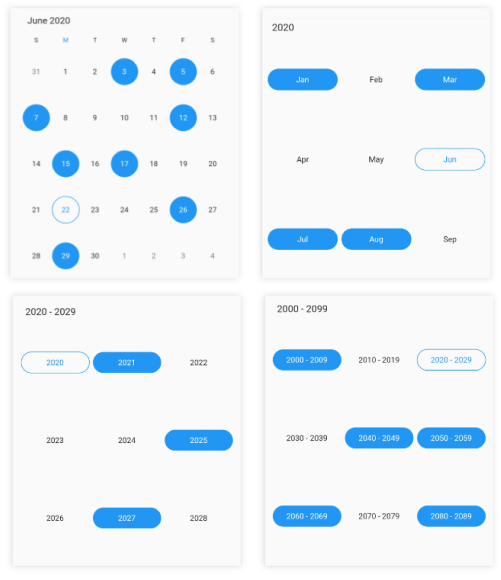 June 2020
S M T W T F S
31 1 2 3 4 5 6
7 8 9 10 11 12 13
14 15 16 17 18 19 20
21 22 23 24 25 26 27
28 29 30 1 2 3 4
2020
Jan Feb Mar
Apr May Jun
Jul Aug Sep
2020 - 2029
2020 2021 2022
2023 2024 2025
2026 2027 2028
2000 - 2099
2000 - 2009 2010 - 2019 2020 - 2029
2030 - 2039 2040 - 2049 2050 - 2059
2060 - 2069 2070 - 2079 2080 - 2089